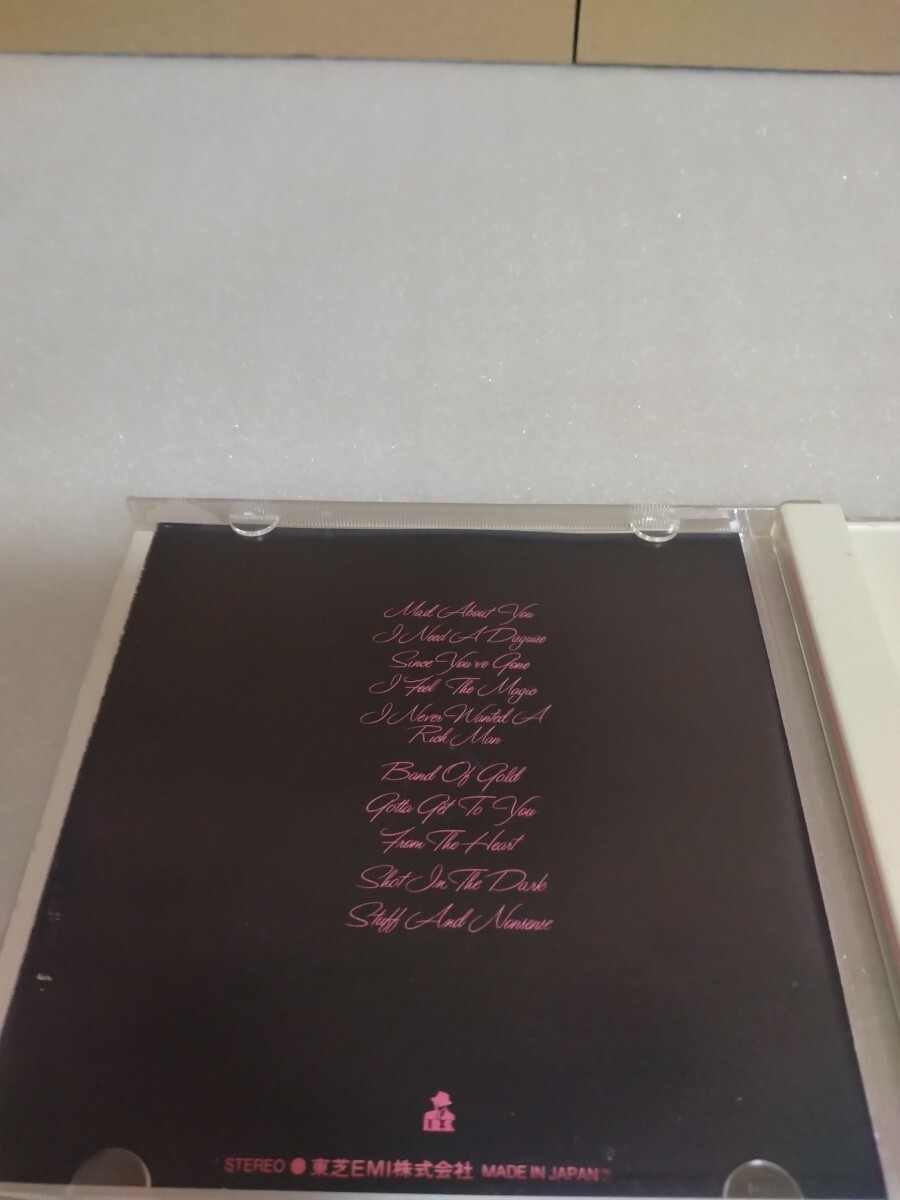 Mad About You
I Need A Disguise
Since You've Gone
I Feel The Magic
I Never Wanted A
Rich Man
Band Of Gold
Gotta Get To You
From The Heart
Shot In The Dark
Stuff And Nonsense
STEREO ● 東芝EMI株式会社 MADE IN JAPAN